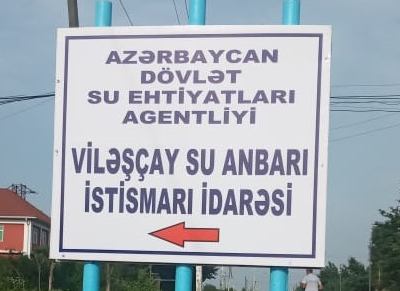 AZƏRBAYCAN
DÖVLƏT
SU EHTİYATLARI
AGENTLİYİ
VİLƏŞÇAY SU ANBARI
İSTİSMARI İDARƏSİ